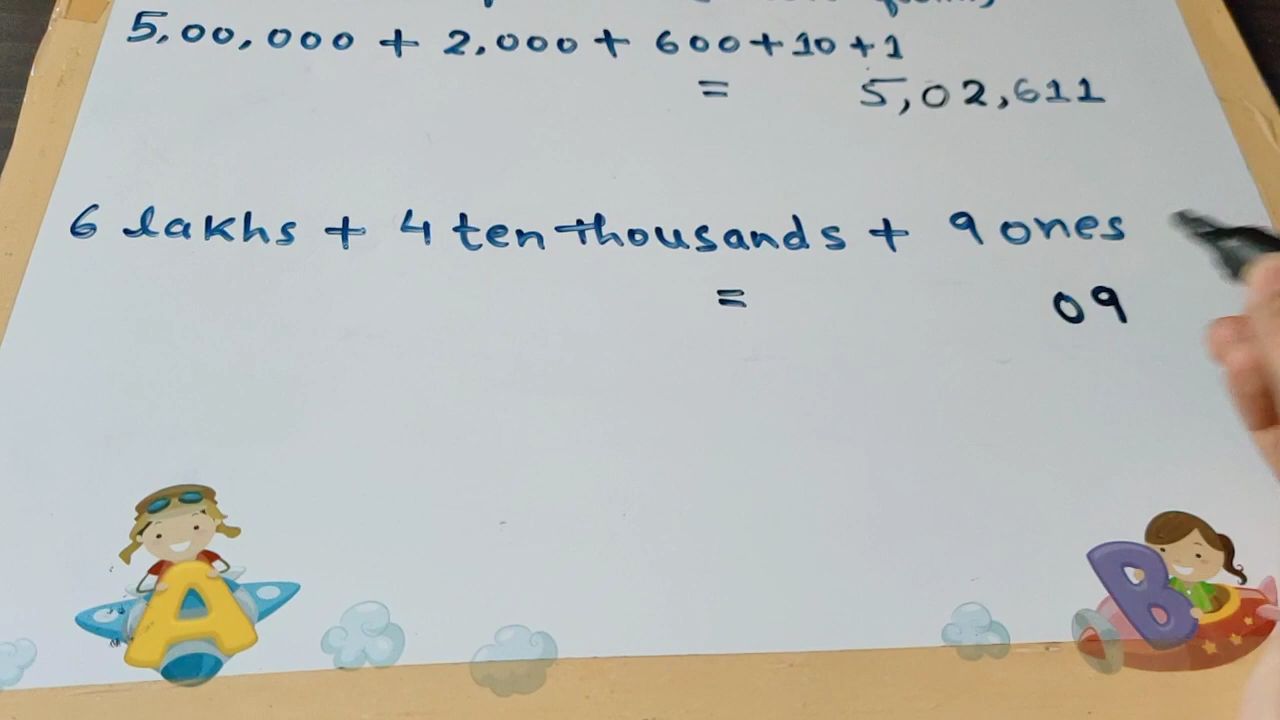 5,00,000 + 2,000 + 600 + 10 + 1
= 5,02,611
6 lakhs + 4 ten thousands + 9 ones
= 09
A
B